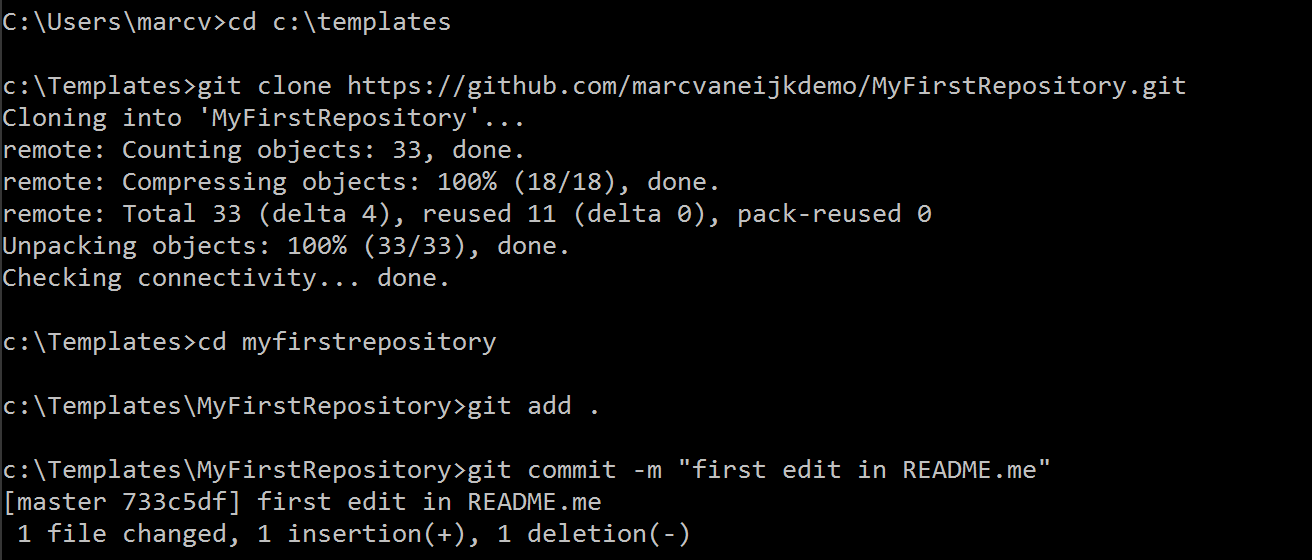 C:\Users\marcv>cd c:\templates
c:\Templates>git clone https://github.com/marcvaneijkdemo/MyFirstRepository.git
Cloning into 'MyFirstRepository'...
remote: Counting objects: 33, done.
remote: Compressing objects: 100% (18/18), done.
remote: Total 33 (delta 4), reused 11 (delta 0), pack-reused 0
Unpacking objects: 100% (33/33), done.
Checking connectivity... done.
c:\Templates>cd myfirstrepository
c:\Templates\MyFirstRepository>git add .
c:\Templates\MyFirstRepository>git commit -m "first edit in README.me"
[master 733c5df] first edit in README.me
 1 file changed, 1 insertion(+), 1 deletion(-)